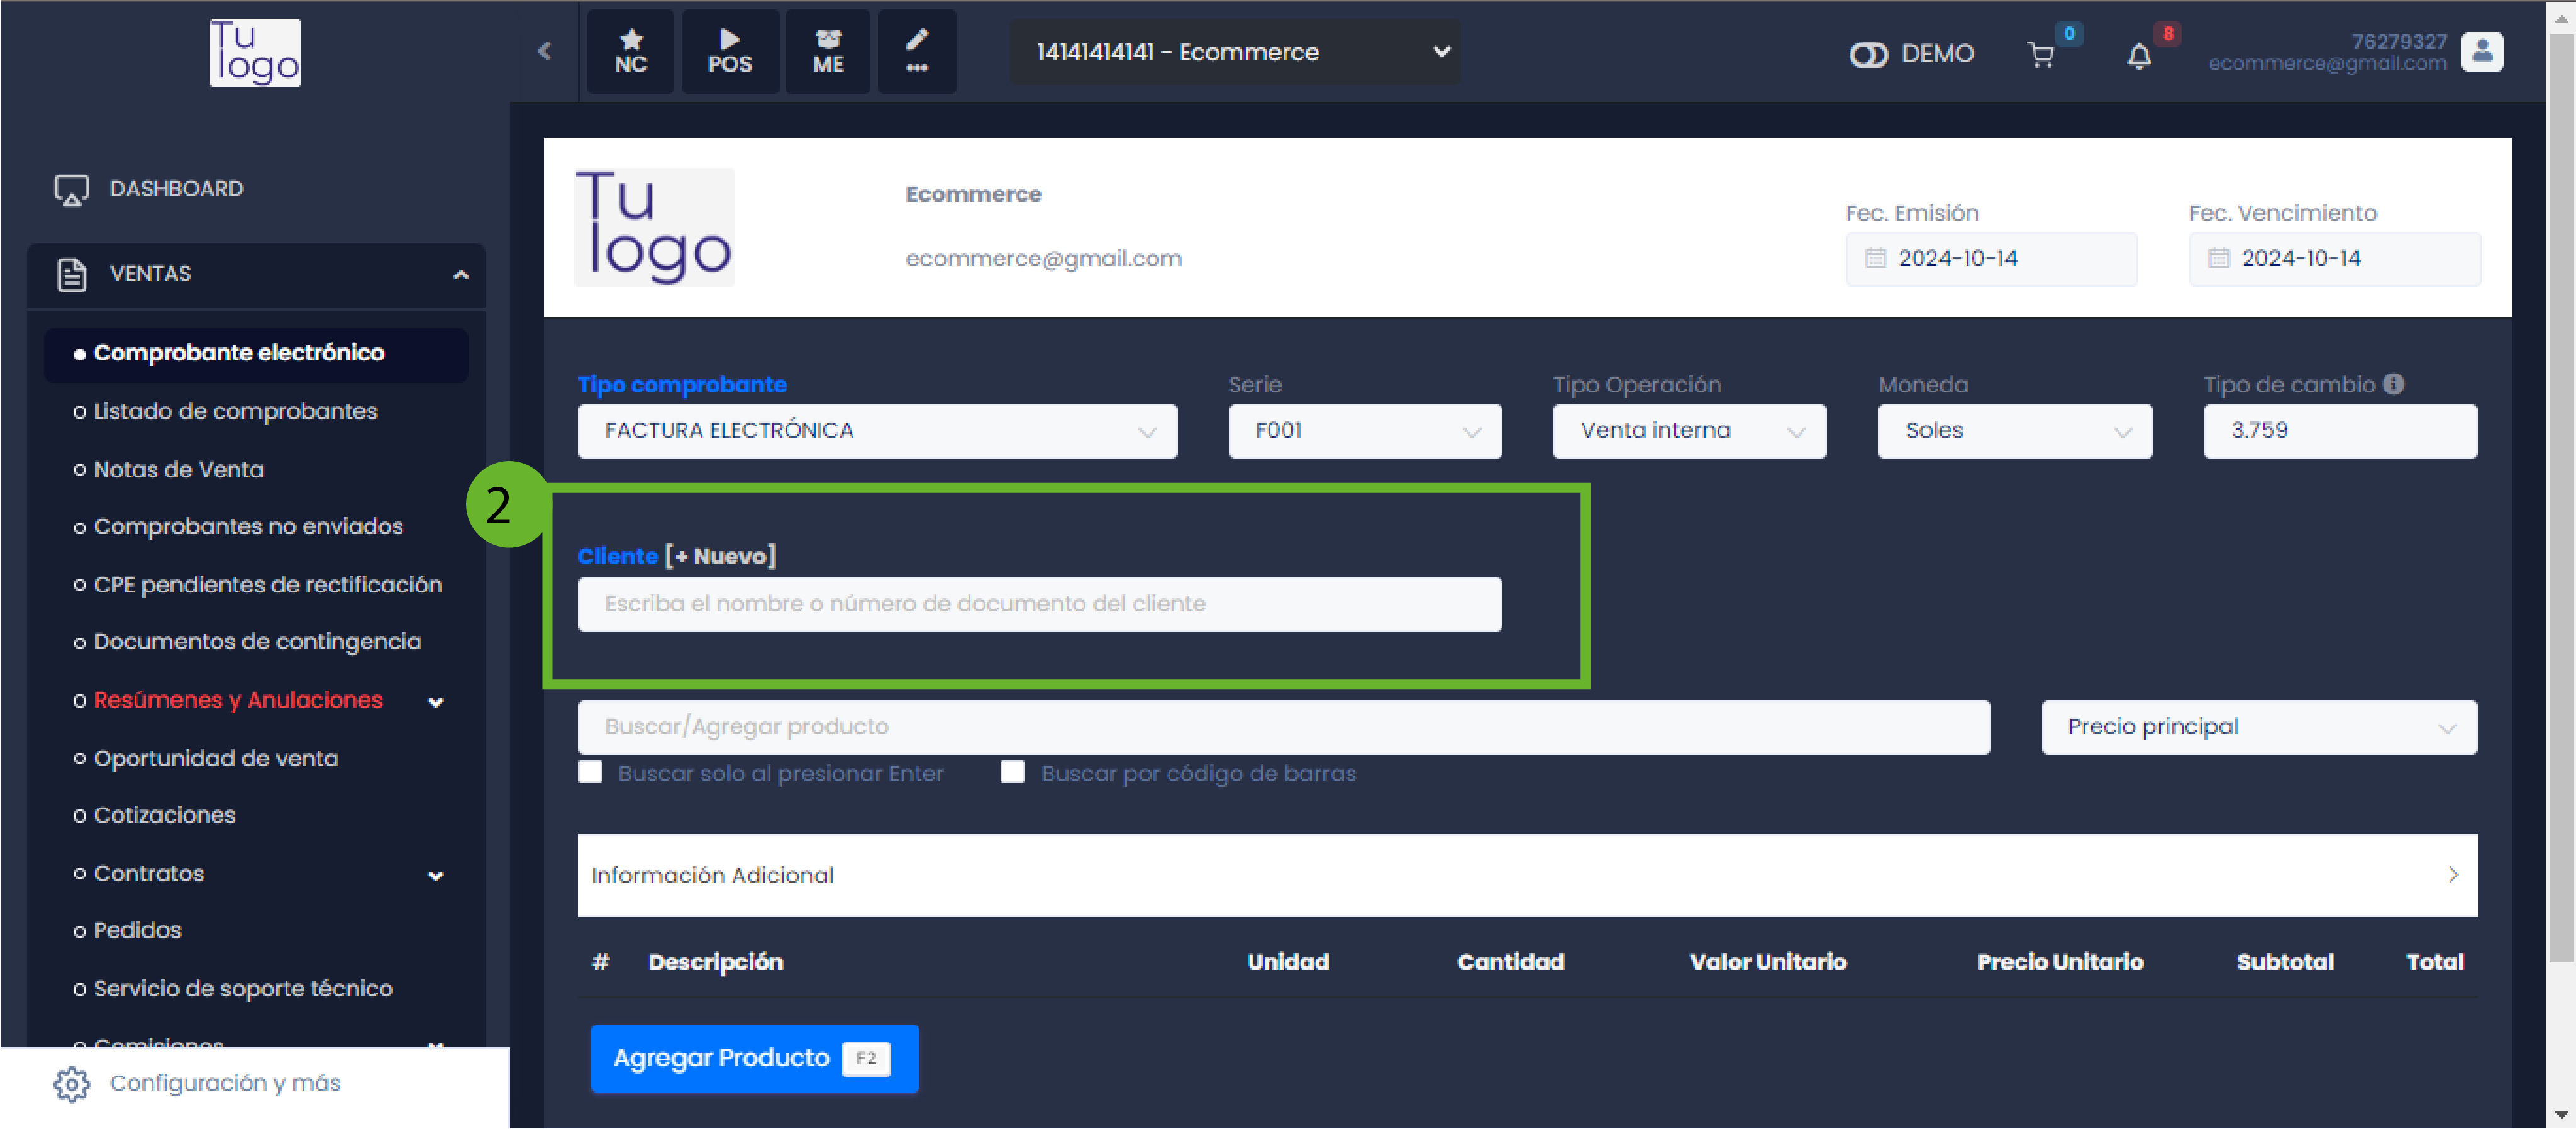 Tu
logo
NC
POS
ME
...
14141414141 - Ecommerce
DEMO
0
8
76279327
ecommerce@gmail.com
DASHBOARD
VENTAS
Comprobante electrónico
Listado de comprobantes
Notas de Venta
Comprobantes no enviados
CPE pendientes de rectificación
Documentos de contingencia
Resúmenes y Anulaciones
Oportunidad de venta
Cotizaciones
Contratos
Pedidos
Servicio de soporte técnico
Comisiones
Configuración y más
Tu
logo
Ecommerce
ecommerce@gmail.com
Fec. Emisión
2024-10-14
Fec. Vencimiento
2024-10-14
Tipo comprobante
FACTURA ELECTRÓNICA
Serie
F001
Tipo Operación
Venta interna
Moneda
Soles
Tipo de cambio
3.759
2
Cliente [+ Nuevo]
Escriba el nombre o número de documento del cliente
Buscar/Agregar producto
Precio principal
Buscar solo al presionar Enter
Buscar por código de barras
Información Adicional
# Descripción Unidad Cantidad Valor Unitario Precio Unitario Subtotal Total
Agregar Producto F2